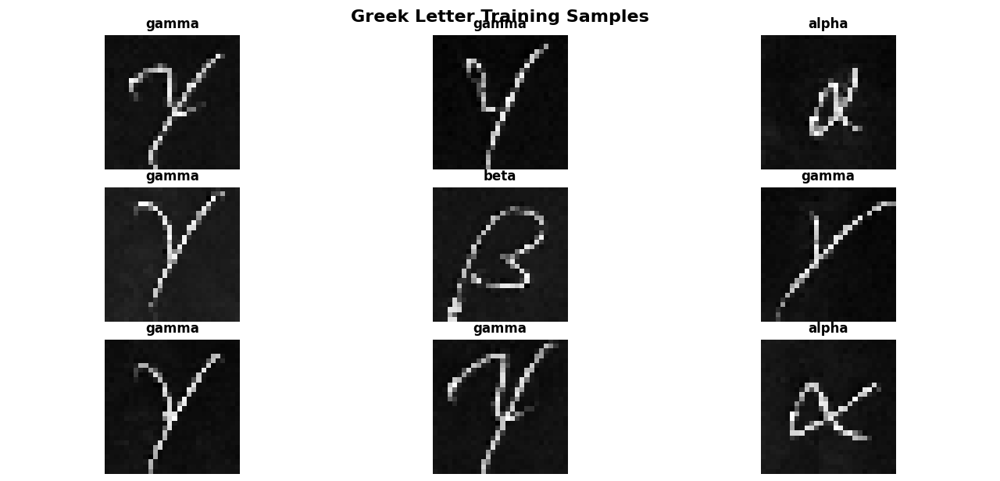 Greek Letter Training Samples
gamma gamma alpha
γ γ α
gamma beta gamma
γ β γ
gamma gamma alpha
γ γ α